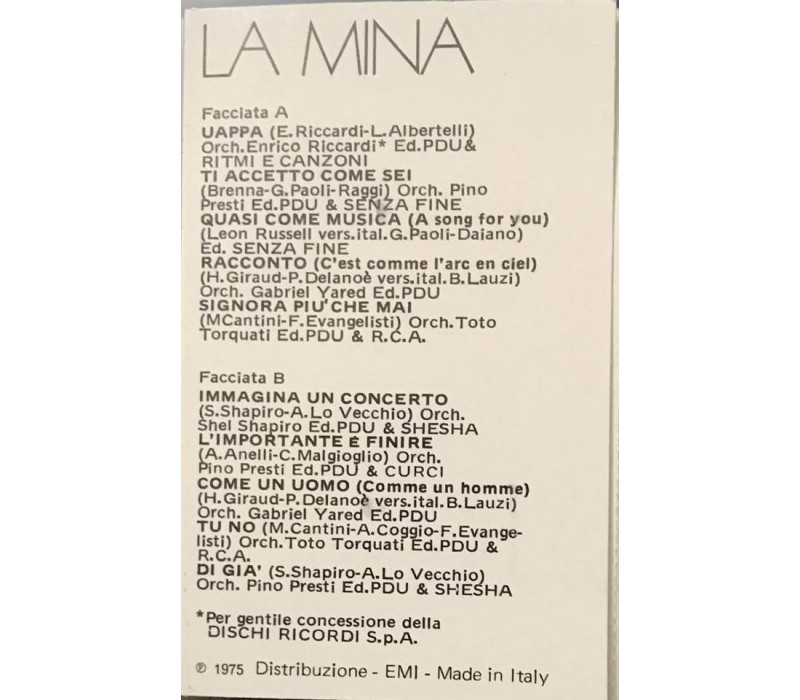 LA MINA
Facciata A
UAPPA (E.Riccardi-L.Albertelli)
Orch.Enrico Riccardi* Ed.PDU&
RITMI E CANZONI
TI ACCETTO COME SEI
(Brenna-G.Paoli-Raggi) Orch. Pino
Presti Ed.PDU & SENZA FINE
QUASI COME MUSICA (A song for you)
(Leon Russell vers.ital.G.Paoli-Daiano)
Ed. SENZA FINE
RACCONTO (C'est comme l'arc en ciel)
(H.Giraud-P.Delanoè vers.ital.B.Lauzi)
Orch. Gabriel Yared Ed.PDU
SIGNORA PIU'CHE MAI
(MCantini-F.Evangelisti) Orch.Toto
Torquati Ed.PDU & R.C.A.
Facciata B
IMMAGINA UN CONCERTO
(S.Shapiro-A.Lo Vecchio) Orch.
Shel Shapiro Ed.PDU & SHESHA
L'IMPORTANTE È FINIRE
(A.Anelli-C.Malgioglio) Orch.
Pino Presti Ed.PDU & CURCI
COME UN UOMO (Comme un homme)
(H.Giraud-P.Delanoè vers.ital.B.Lauzi)
Orch. Gabriel Yared Ed.PDU
TU NO (M.Cantini-A.Coggio-F.Evange-
listi) Orch.Toto Torquati Ed.PDU &
R.C.A.
DI GIA' (S.Shapiro-A.Lo Vecchio)
Orch. Pino Presti Ed.PDU & SHESHA
*Per gentile concessione della
DISCHI RICORDI S.p.A.
℗ 1975 Distribuzione - EMI - Made in Italy